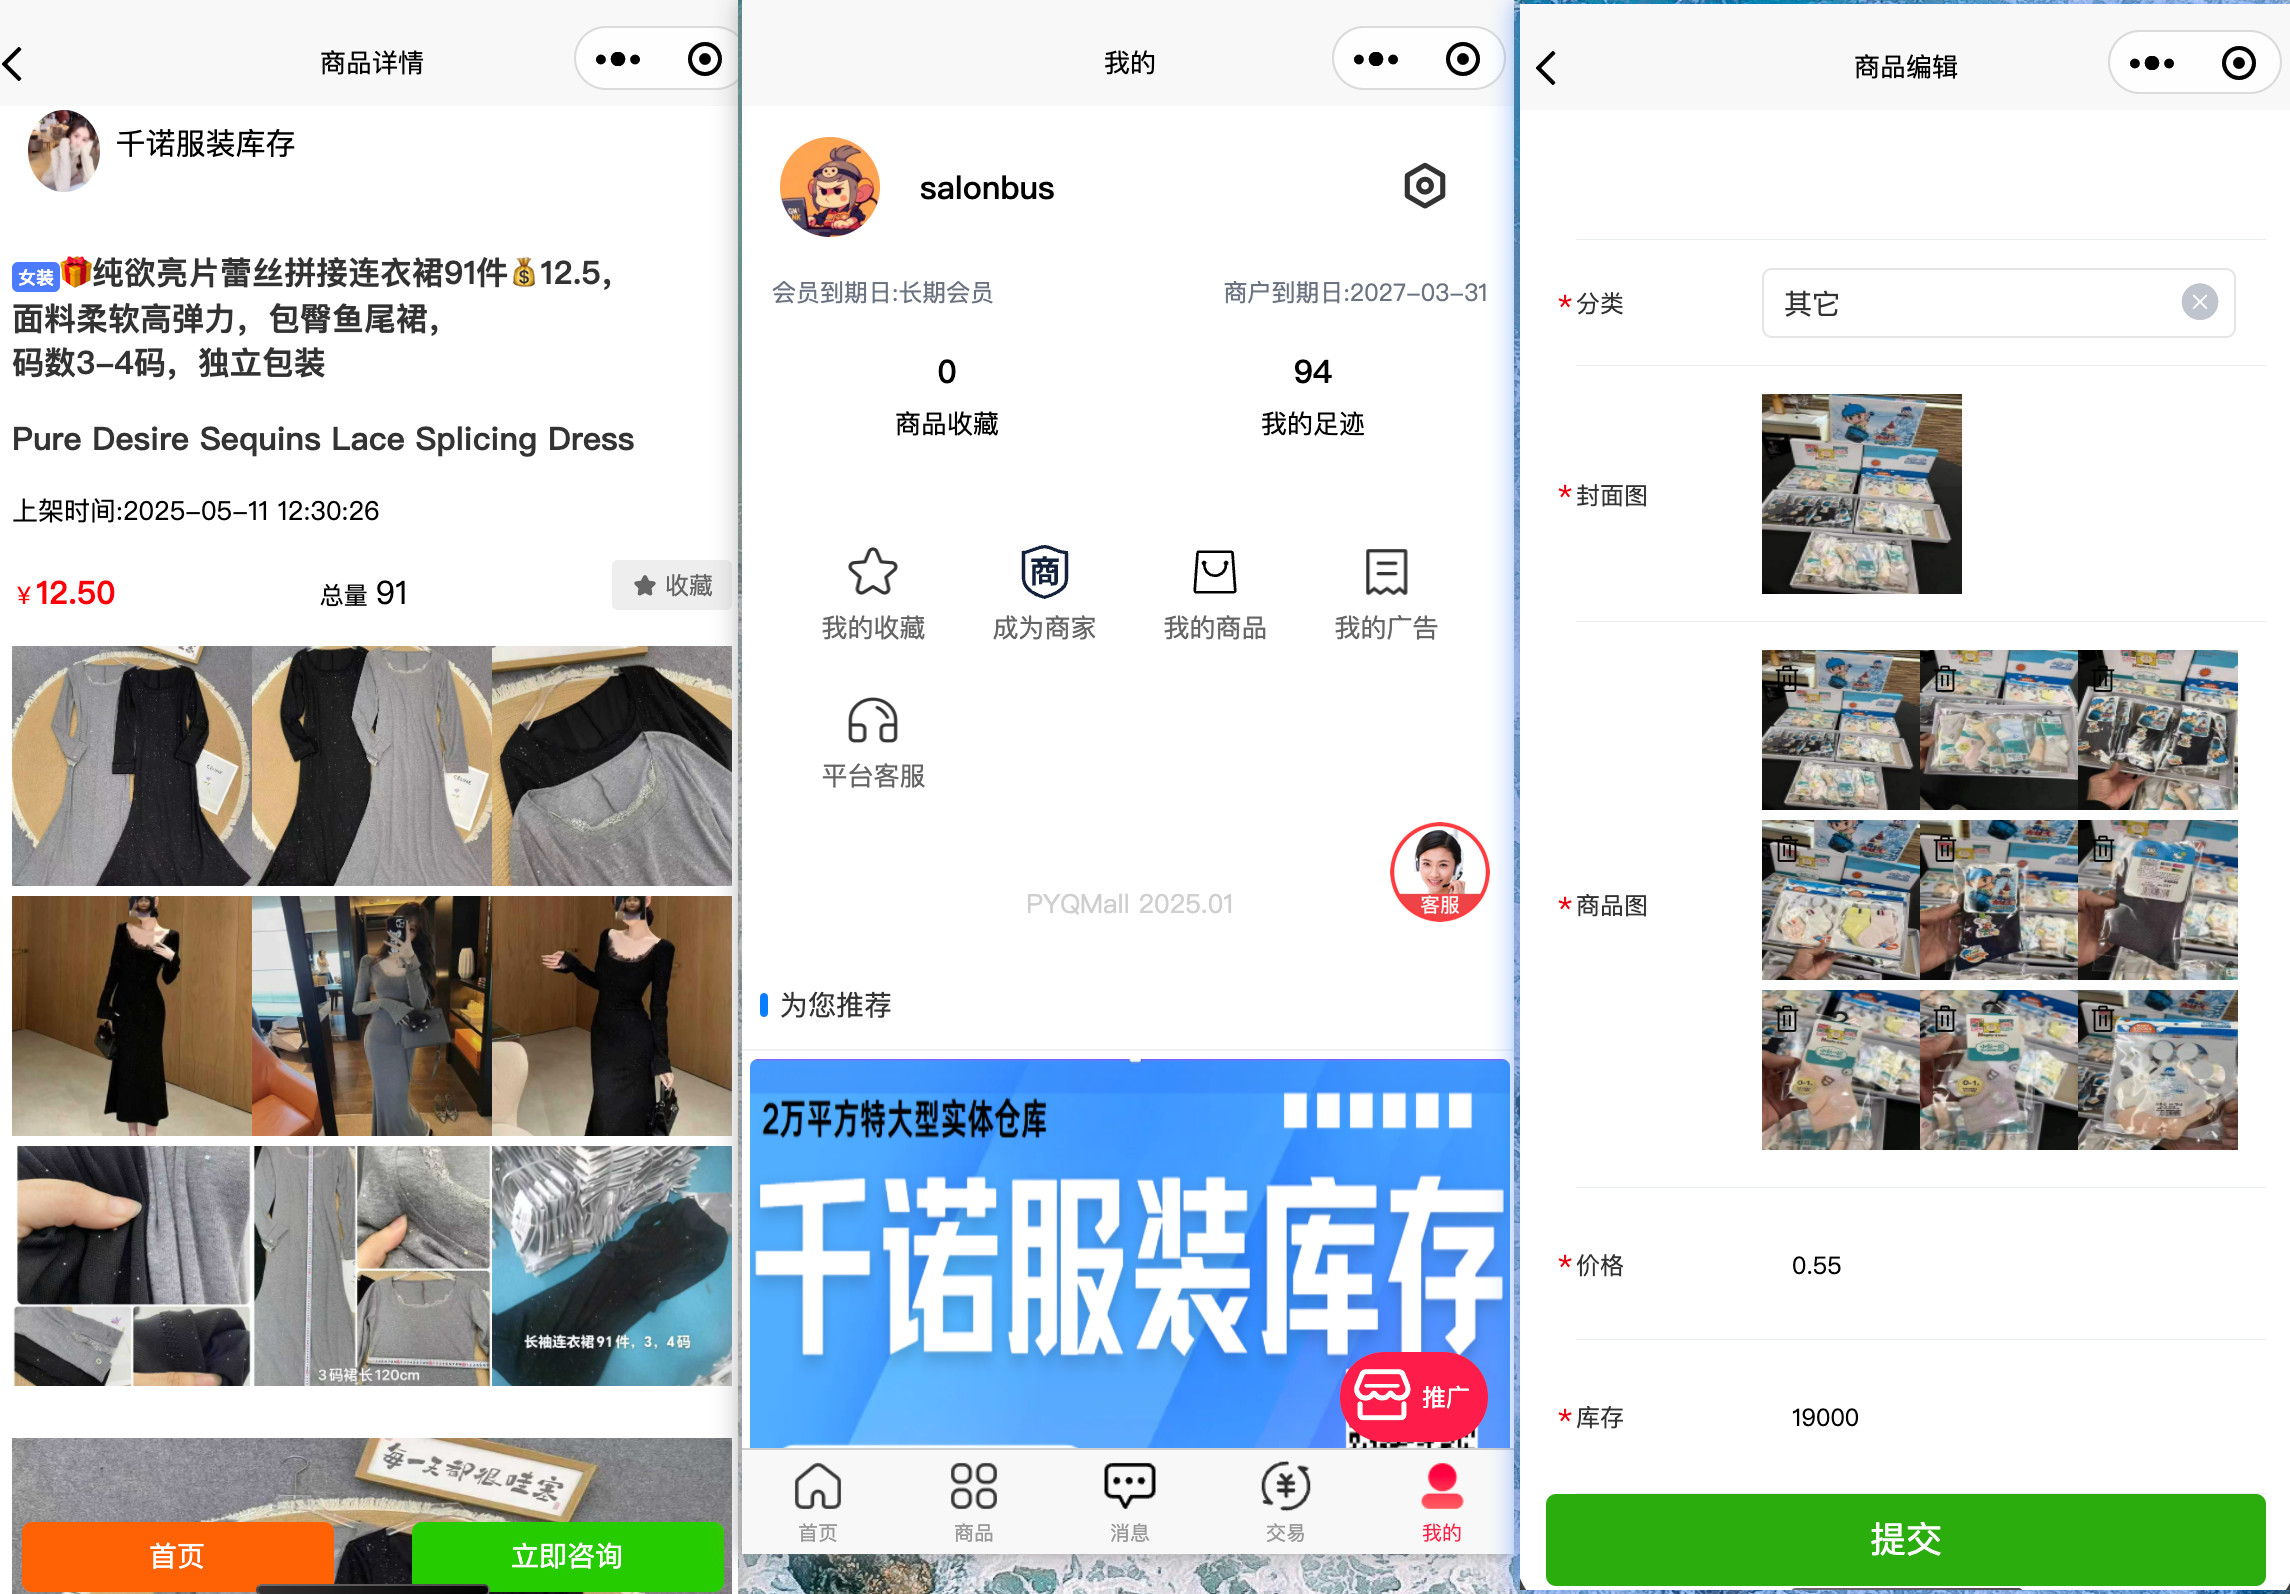 商品详情
千诺服装库存
女装🎁纯欲亮片蕾丝拼接连衣裙91件💰12.5,
面料柔软高弹力，包臀鱼尾裙，
码数3-4码，独立包装
Pure Desire Sequins Lace Splicing Dress
上架时间:2025-05-11 12:30:26
¥12.50 总量 91 收藏
3码裙长120cm
长袖连衣裙91件，3，4码
每一天都很哇塞
首页 立即咨询
我的
salonbus
会员到期日:长期会员 商户到期日:2027-03-31
0 94
商品收藏 我的足迹
商
我的收藏 成为商家 我的商品 我的广告
平台客服
客服
PYQMall 2025.01
为您推荐
2万平方特大型实体仓库
千诺服装库存
推广
首页 商品 消息 交易 我的
商品编辑
*分类 其它
*封面图
*商品图
*价格 0.55
*库存 19000
提交